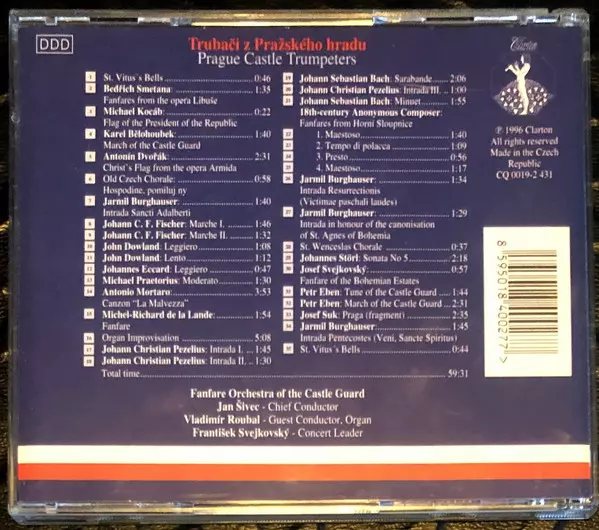 DDD
Trubači z Pražského hradu
Prague Castle Trumpeters
1 St. Vitus´s Bells 0:46
2 Bedřich Smetana: 1:35
Fanfares from the opera Libuše
3 Michael Kocáb: 0:22
Flag of the President of the Republic
4 Karel Bělohoubek: 1:40
March of the Castle Guard
5 Antonín Dvořák: 2:31
Christ's Flag from the opera Armida
6 Old Czech Chorale: 0:58
Hospodine, pomiluj ny
7 Jarmil Burghauser: 1:40
Intrada Sancti Adalberti
8 Johann C. F. Fischer: Marche I. 1:46
9 Johann C. F. Fischer: Marche II. 1:32
10 John Dowland: Leggiero 1:08
11 John Dowland: Lento 1:12
12 Johannes Eccard: Leggiero 0:47
13 Michael Praetorius: Moderato 1:30
14 Antonio Mortaro: 3:53
Canzon "La Malvezza"
15 Michel-Richard de la Lande: 1:54
Fanfare
16 Organ Improvisation 5:08
17 Johann Christian Pezelius: Intrada I. 1:45
18 Johann Christian Pezelius: Intrada II. 1:30
Total time 59:31
19 Johann Sebastian Bach: Sarabande 2:06
20 Johann Christian Pezelius: Intrada III. 1:00
21 Johann Sebastian Bach: Minuet 1:55
18th-century Anonymous Composer:
Fanfares from Horní Sloupnice
22 1. Maestoso 1:40
23 2. Tempo di polacca 1:09
24 3. Presto 0:56
25 4. Maestoso 1:17
26 Jarmil Burghauser: 1:34
Intrada Resurrectionis
(Victimae paschali laudes)
27 Jarmil Burghauser: 1:29
Intrada in honour of the canonisation
of St. Agnes of Bohemia
28 St. Wenceslas Chorale 0:37
29 Johannes Störl: Sonata No 5 2:18
30 Josef Svejkovský: 0:57
Fanfare of the Bohemian Estates
31 Petr Eben: Tune of the Castle Guard 1:44
32 Petr Eben: March of the Castle Guard 2:31
33 Josef Suk: Praga (fragment) 2:35
34 Jarmil Burghauser: 1:45
Intrada Pentecostes (Veni, Sancte Spiritus)
35 St. Vitus´s Bells 0:44
Clarton
℗ 1996 Clarton
All rights reserved
Made in the Czech
Republic
CQ 0019-2 431
8 595018 400277 >
Fanfare Orchestra of the Castle Guard
Jan Šivec - Chief Conductor
Vladimír Roubal - Guest Conductor, Organ
František Svejkovský - Concert Leader